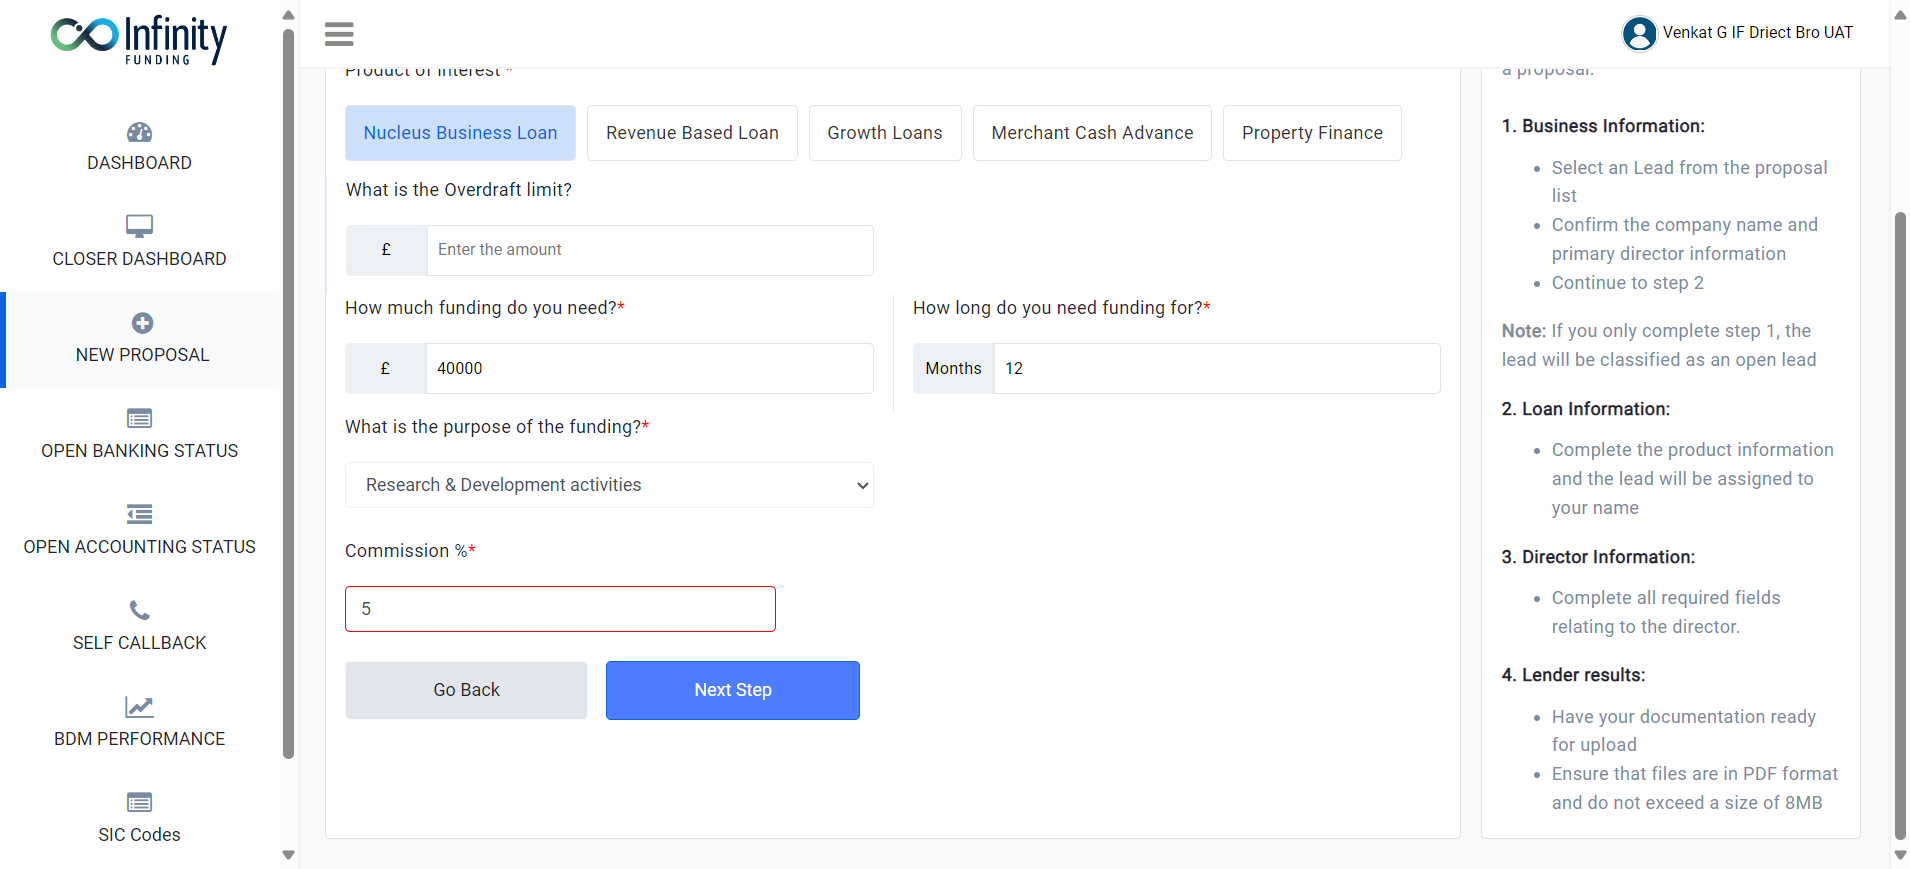 Infinity
FUNDING
DASHBOARD
CLOSER DASHBOARD
NEW PROPOSAL
OPEN BANKING STATUS
OPEN ACCOUNTING STATUS
SELF CALLBACK
BDM PERFORMANCE
SIC Codes
Venkat G IF Driect Bro UAT
Product of Interest *
Nucleus Business Loan
Revenue Based Loan
Growth Loans
Merchant Cash Advance
Property Finance
What is the Overdraft limit?
£ Enter the amount
How much funding do you need?*
£ 40000
How long do you need funding for?*
Months 12
What is the purpose of the funding?*
Research & Development activities
Commission %*
5
Go Back
Next Step
a proposal.
1. Business Information:
• Select an Lead from the proposal
list
• Confirm the company name and
primary director information
• Continue to step 2
Note: If you only complete step 1, the
lead will be classified as an open lead
2. Loan Information:
• Complete the product information
and the lead will be assigned to
your name
3. Director Information:
• Complete all required fields
relating to the director.
4. Lender results:
• Have your documentation ready
for upload
• Ensure that files are in PDF format
and do not exceed a size of 8MB